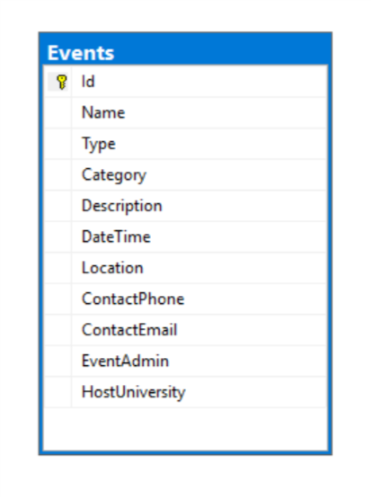 Events
Id
Name
Type
Category
Description
DateTime
Location
ContactPhone
ContactEmail
EventAdmin
HostUniversity